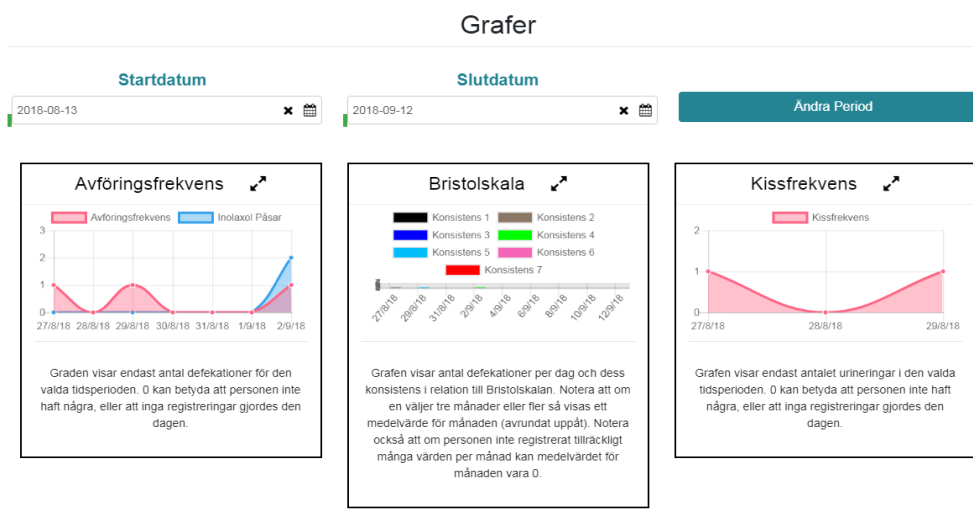 Grafer
Startdatum
Slutdatum
2018-08-13
2018-09-12
Ändra Period
Avföringsfrekvens
Avföringsfrekvens Inolaxol Påsar
3
2
1
0
27/8/18 28/8/18 29/8/18 30/8/18 31/8/18 1/9/18 2/9/18
Graden visar endast antal defekationer för den
valda tidsperioden. 0 kan betyda att personen inte
haft några, eller att inga registreringar gjordes den
dagen.
Bristolskala
Konsistens 1 Konsistens 2
Konsistens 3 Konsistens 4
Konsistens 5 Konsistens 6
Konsistens 7
27/8/18 29/8/18 31/8/18 2/9/18 4/9/18 6/9/18 8/9/18 10/9/18 12/9/18
Grafen visar antal defekationer per dag och dess
konsistens i relation till Bristolskalan. Notera att om
en väljer tre månader eller fler så visas ett
medelvärde för månaden (avrundat uppåt). Notera
också att om personen inte registrerat tillräckligt
många värden per månad kan medelvärdet för
månaden vara 0.
Kissfrekvens
Kissfrekvens
2
1
0
27/8/18 28/8/18 29/8/18
Grafen visar endast antalet urineringar i den valda
tidsperioden. 0 kan betyda att personen inte haft
några, eller att inga registreringar gjordes den
dagen.